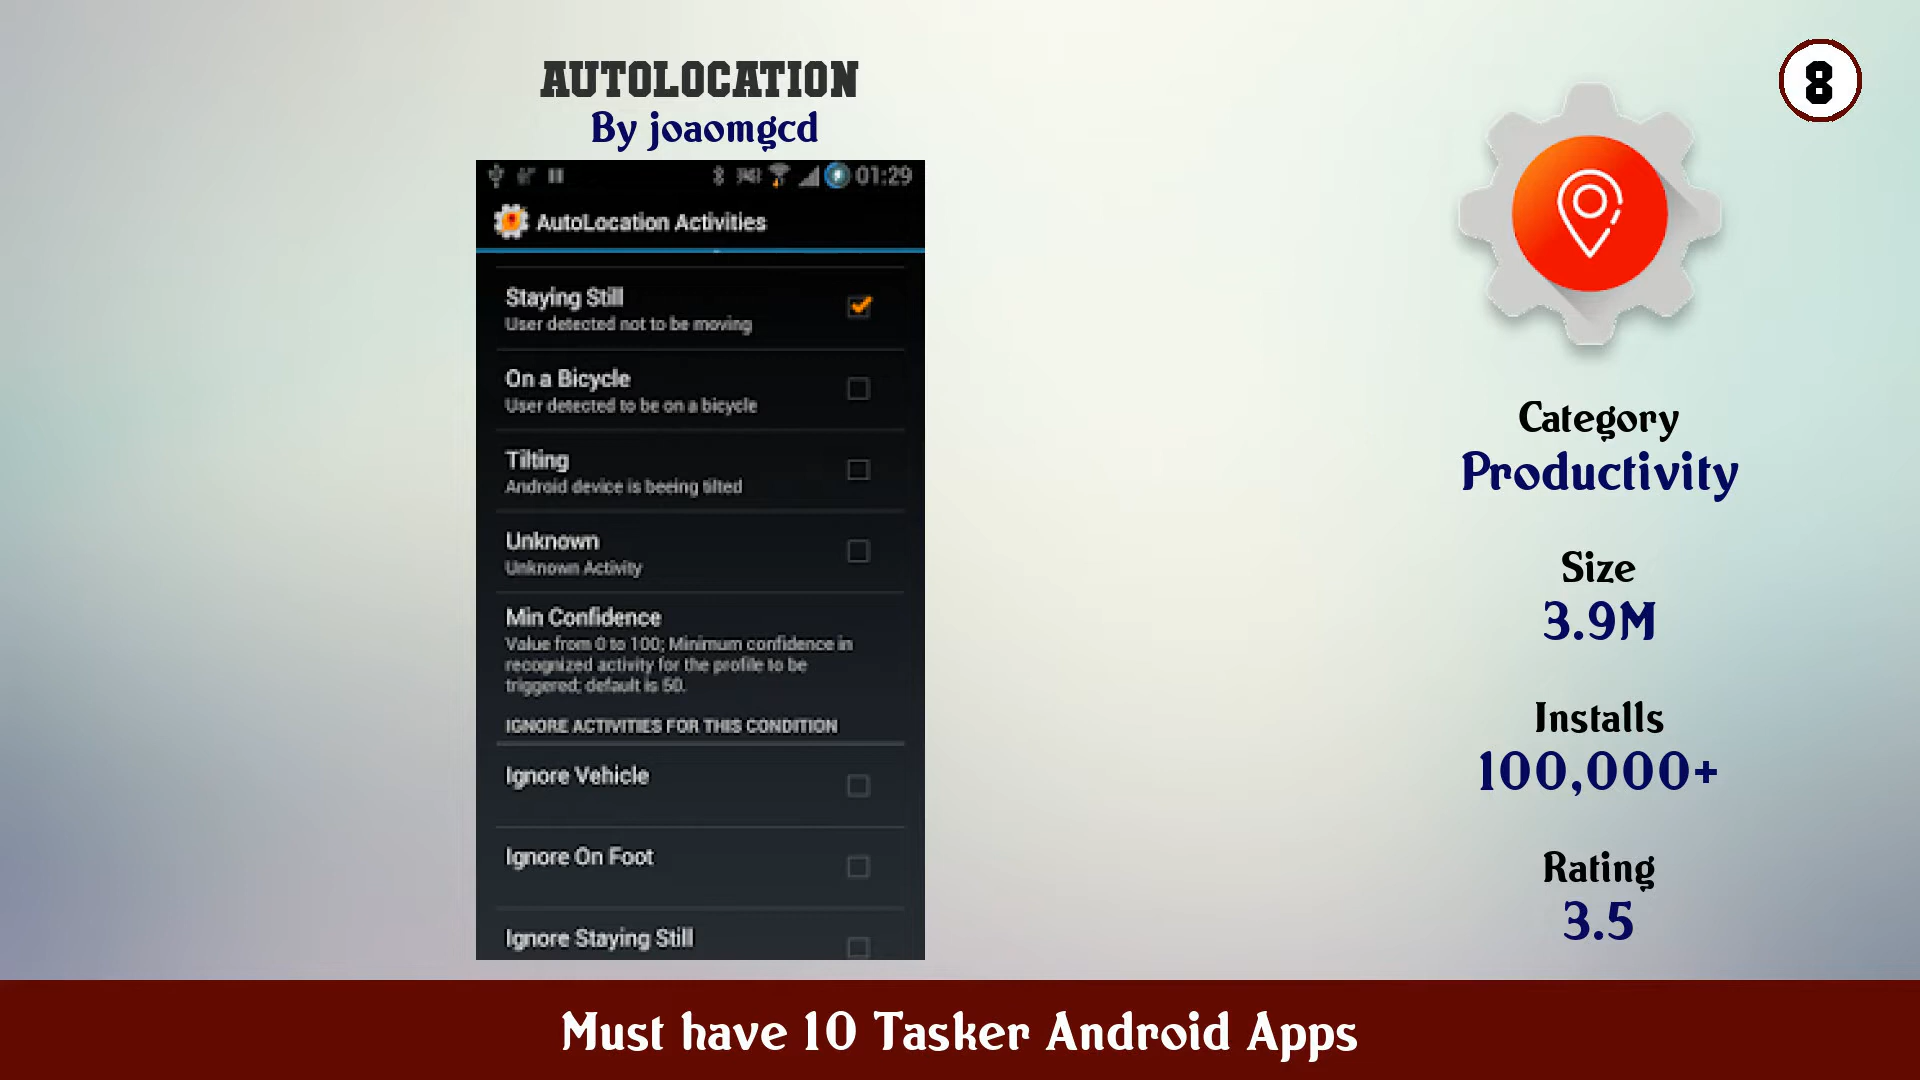 AUTOLOCATION
By joaomgcd
8
01:29
AutoLocation Activities
Staying Still
User detected not to be moving
On a Bicycle
User detected to be on a bicycle
Tilting
Android device is beeing tilted
Unknown
Unknown Activity
Min Confidence
Value from 0 to 100; Minimum confidence in
recognized activity for the profile to be
triggered; default is 50.
IGNORE ACTIVITIES FOR THIS CONDITION
Ignore Vehicle
Ignore On Foot
Ignore Staying Still
Category
Productivity
Size
3.9M
Installs
100,000+
Rating
3.5
Must have 10 Tasker Android Apps